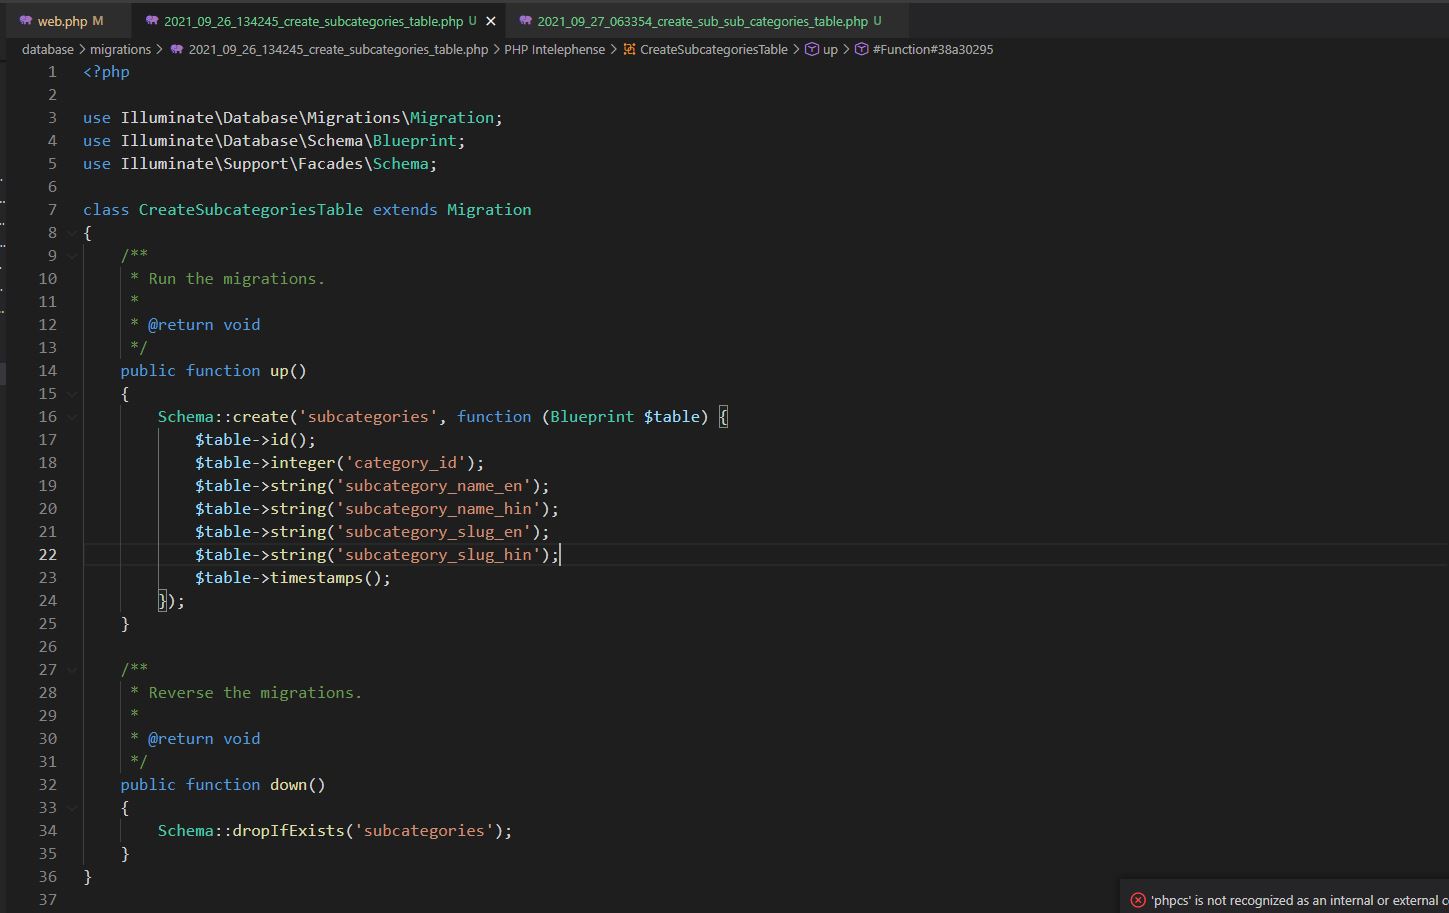 web.php M 2021_09_26_134245_create_subcategories_table.php U × 2021_09_27_063354_create_sub_sub_categories_table.php U
database > migrations > 2021_09_26_134245_create_subcategories_table.php > PHP Intelephense > CreateSubcategoriesTable > up > #Function#38a30295
1 <?php
2
3 use Illuminate\Database\Migrations\Migration;
4 use Illuminate\Database\Schema\Blueprint;
5 use Illuminate\Support\Facades\Schema;
6
7 class CreateSubcategoriesTable extends Migration
8 {
9     /**
10      * Run the migrations.
11      *
12      * @return void
13      */
14     public function up()
15     {
16         Schema::create('subcategories', function (Blueprint $table) {
17             $table->id();
18             $table->integer('category_id');
19             $table->string('subcategory_name_en');
20             $table->string('subcategory_name_hin');
21             $table->string('subcategory_slug_en');
22             $table->string('subcategory_slug_hin');
23             $table->timestamps();
24         });
25     }
26
27     /**
28      * Reverse the migrations.
29      *
30      * @return void
31      */
32     public function down()
33     {
34         Schema::dropIfExists('subcategories');
35     }
36 }
37
'phpcs' is not recognized as an internal or external